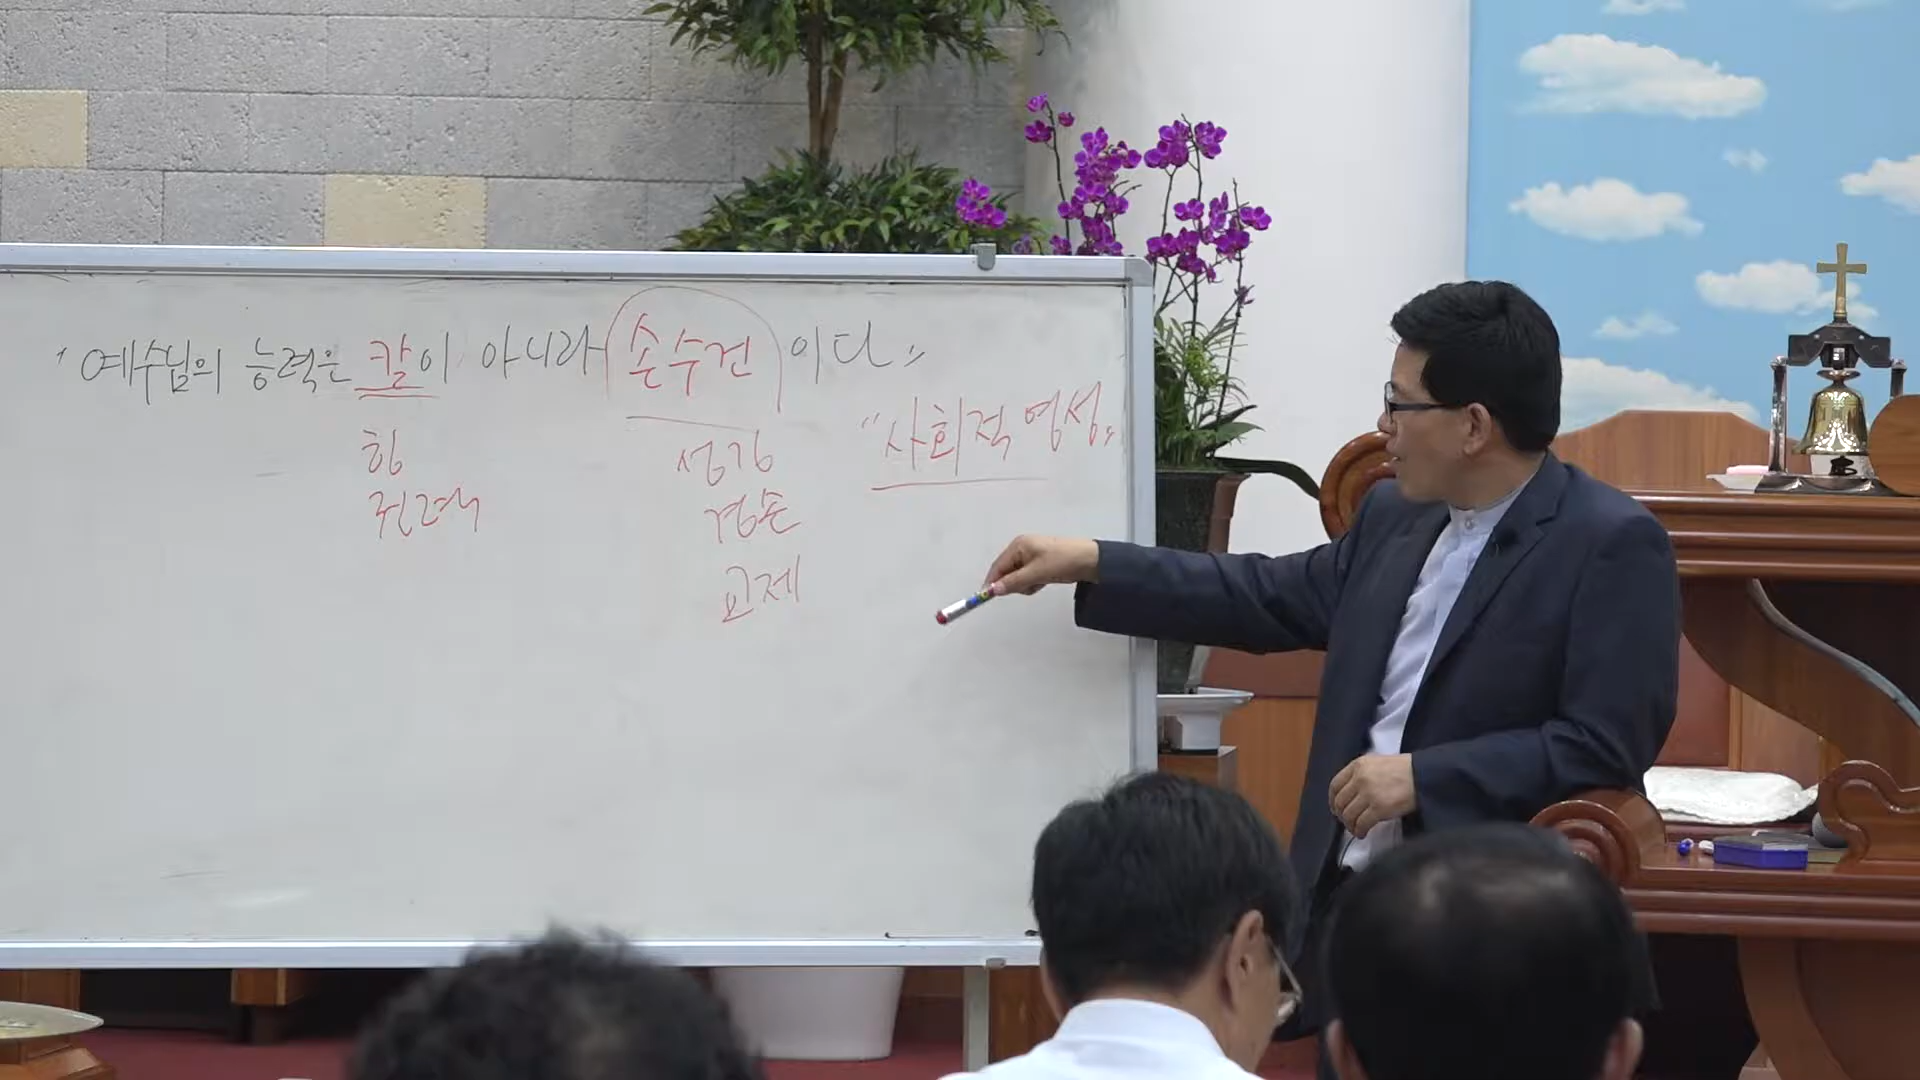 "예수님의 능력은 칼이 아니라 손수건이다"
힘
권력
섬김
겸손
교제
"사회적 영성"